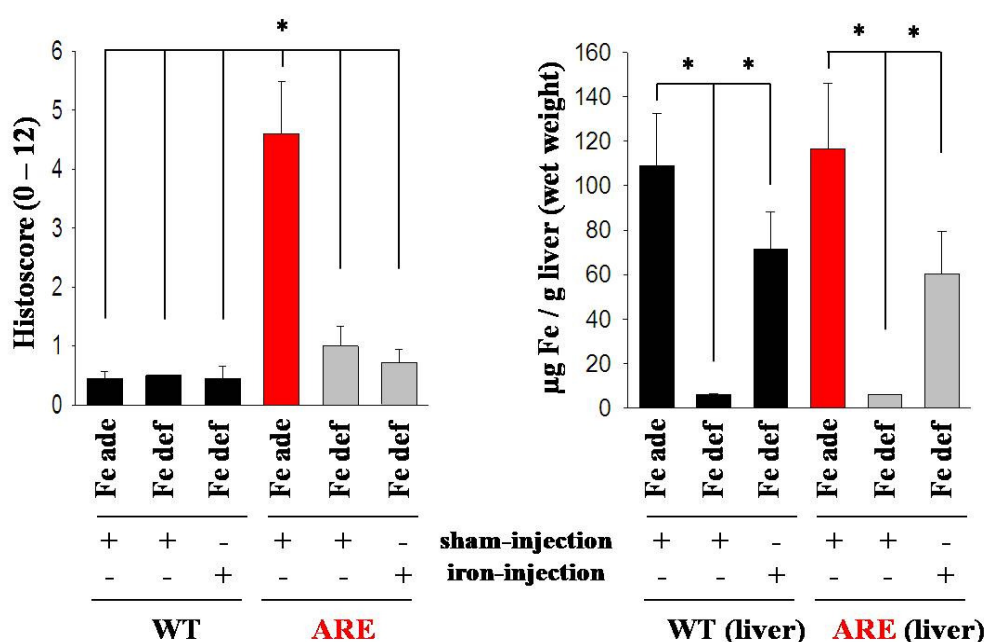 *
6
5
4
3
2
1
0
Histoscore (0 – 12)
Fe ade
Fe def
Fe def
Fe ade
Fe def
Fe def
+ + - + + -
- - + - - +
WT
ARE
sham-injection
iron-injection
* *
* *
160
140
120
100
80
60
40
20
0
µg Fe / g liver (wet weight)
Fe ade
Fe def
Fe def
Fe ade
Fe def
Fe def
+ + - + + -
- - + - - +
WT (liver)
ARE (liver)